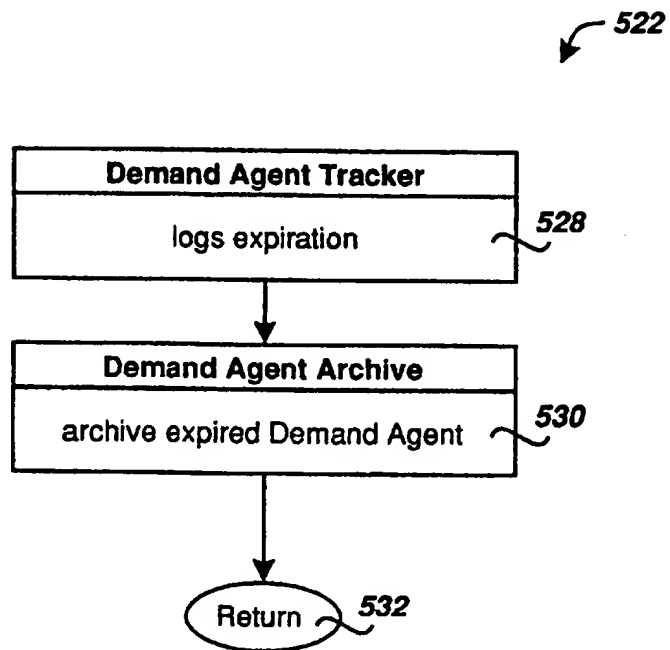 522
Demand Agent Tracker
logs expiration
528
Demand Agent Archive
archive expired Demand Agent
530
Return
532